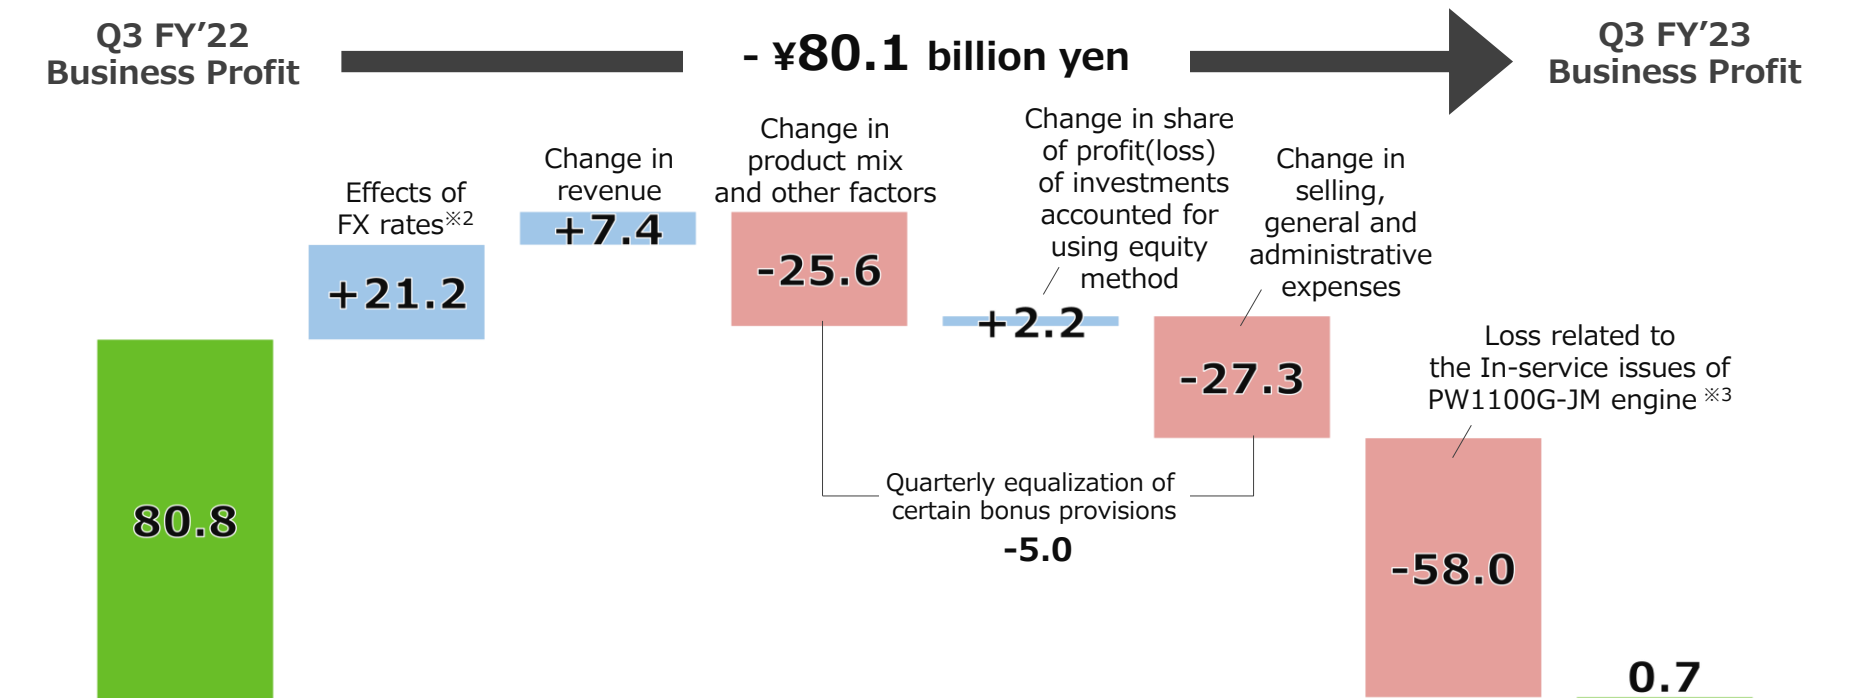 Q3 FY’22
Business Profit
- ¥80.1 billion yen
Q3 FY’23
Business Profit
Effects of
FX rates※2
+21.2
Change in
revenue
+7.4
Change in
product mix
and other factors
-25.6
Change in share
of profit(loss)
of investments
accounted for
using equity
method
+2.2
Change in
selling,
general and
administrative
expenses
-27.3
Loss related to
the In-service issues of
PW1100G-JM engine ※3
-58.0
80.8
Quarterly equalization of
certain bonus provisions
-5.0
0.7